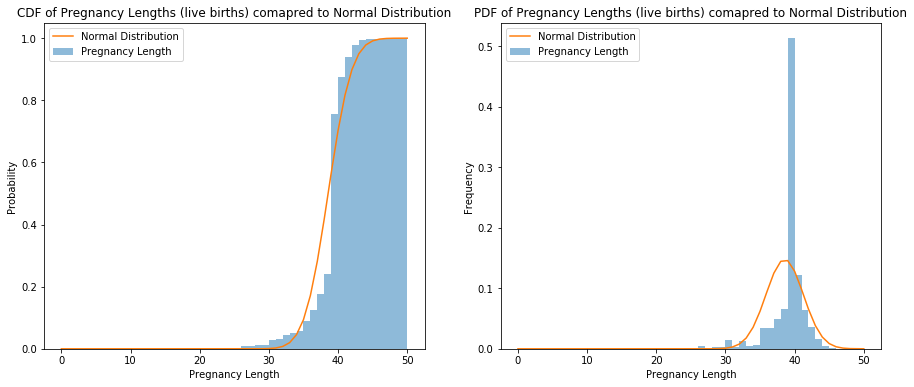 CDF of Pregnancy Lengths (live births) comapred to Normal Distribution
Normal Distribution
Pregnancy Length
1.0
0.8
0.6
0.4
0.2
0.0
Probability
0
10
20
30
40
50
Pregnancy Length
PDF of Pregnancy Lengths (live births) comapred to Normal Distribution
Normal Distribution
Pregnancy Length
0.5
0.4
0.3
0.2
0.1
0.0
Frequency
0
10
20
30
40
50
Pregnancy Length